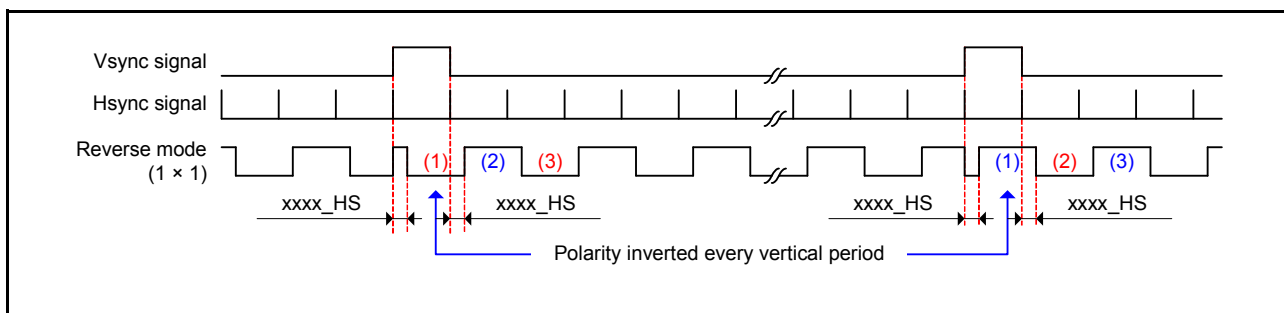 Vsync signal
Hsync signal
Reverse mode
(1 × 1)
(1) (2) (3) (1) (2) (3)
xxxx_HS xxxx_HS xxxx_HS xxxx_HS
Polarity inverted every vertical period